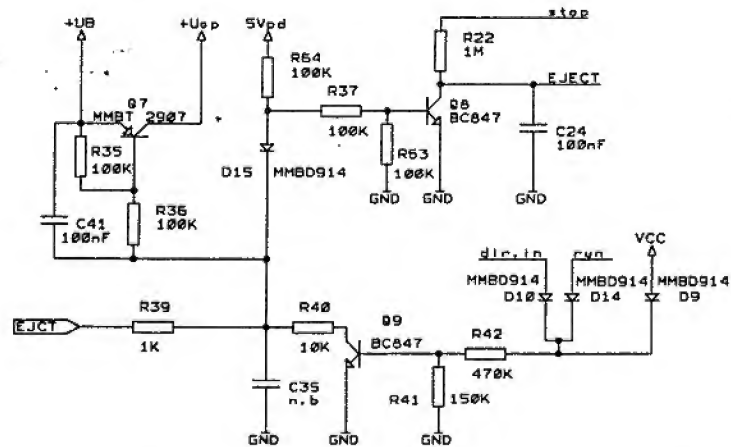 +UB
+Uop
5Vpd
stop
R64
100K
R22
1M
R37
100K
EJECT
Q7
MMBT 2907
Q8
BC847
R35
100K
C24
100nF
R63
100K
D15
MMBD914
GND
GND
GND
R36
100K
C41
100nF
VCC
dir.in
run
MMBD914
MMBD914
MMBD914
D10
D14
D9
EJCT
R39
1K
R40
10K
Q9
BC847
R42
470K
C35
n.b
R41
150K
GND
GND
GND